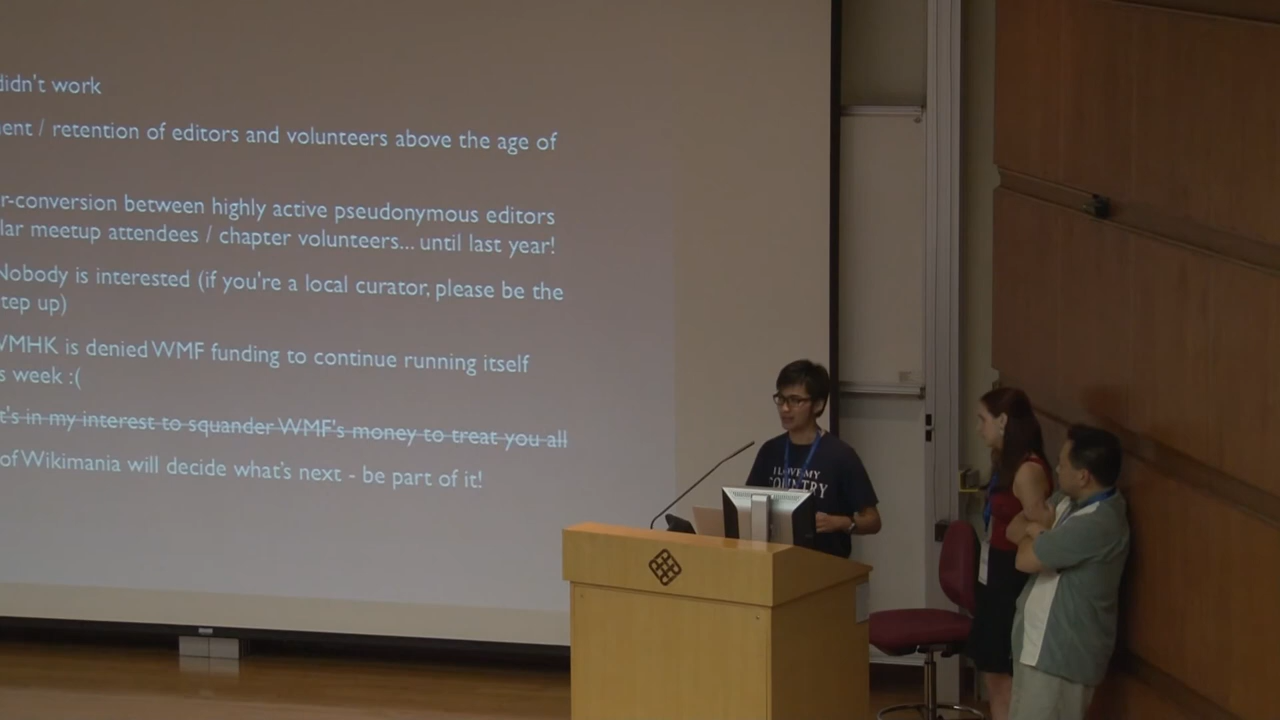 didn't work
ent / retention of editors and volunteers above the age of
r-conversion between highly active pseudonymous editors
lar meetup attendees / chapter volunteers... until last year!
Nobody is interested (if you're a local curator, please be the
tep up)
WMHK is denied WMF funding to continue running itself
s week :(
t's in my interest to squander WMF's money to treat you all
of Wikimania will decide what's next - be part of it!
I LOVE MY
COUNTRY